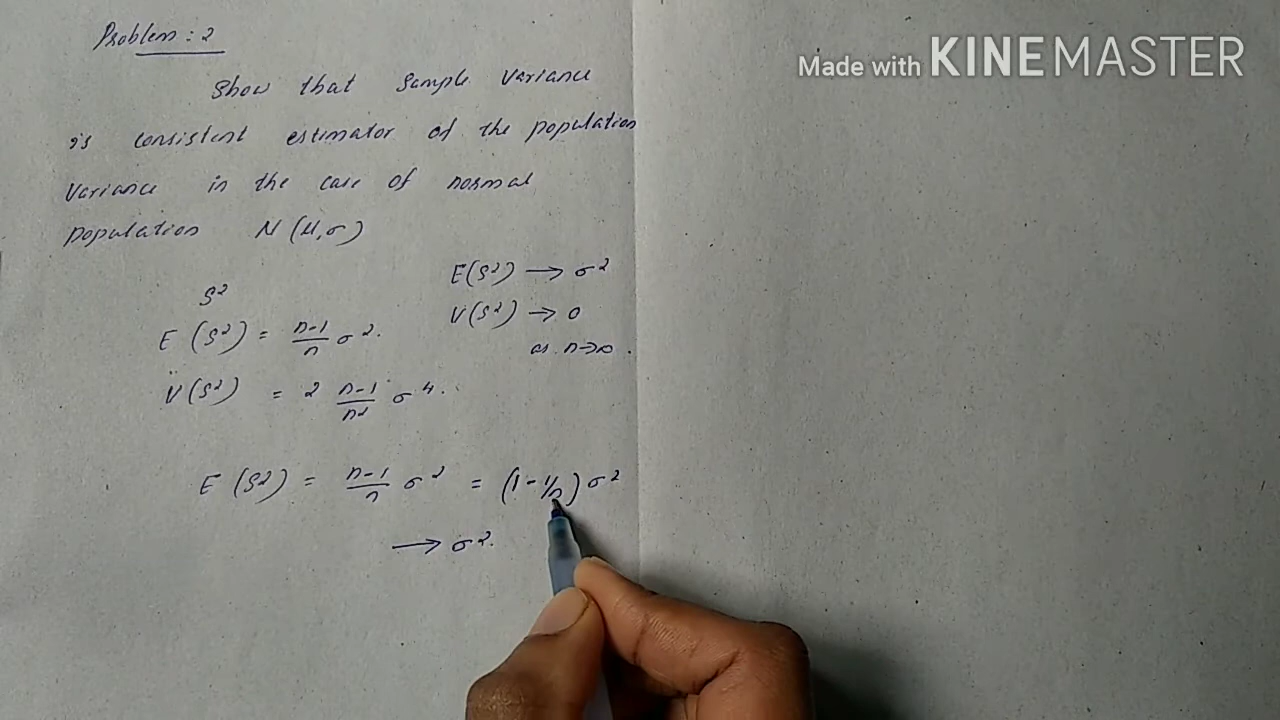 Problem : 2
Made with KINEMASTER
Show that sample variance
is consistent estimator of the population
variance in the case of normal
population N (μ, σ)
S²
E (S²) = n-1/n σ².
V (S²) = 2 n-1/n² σ⁴.
E(S²) → σ²
V(S²) → 0
as n→∞.
E (S²) = n-1/n σ² = (1 - 1/n) σ²
→ σ².